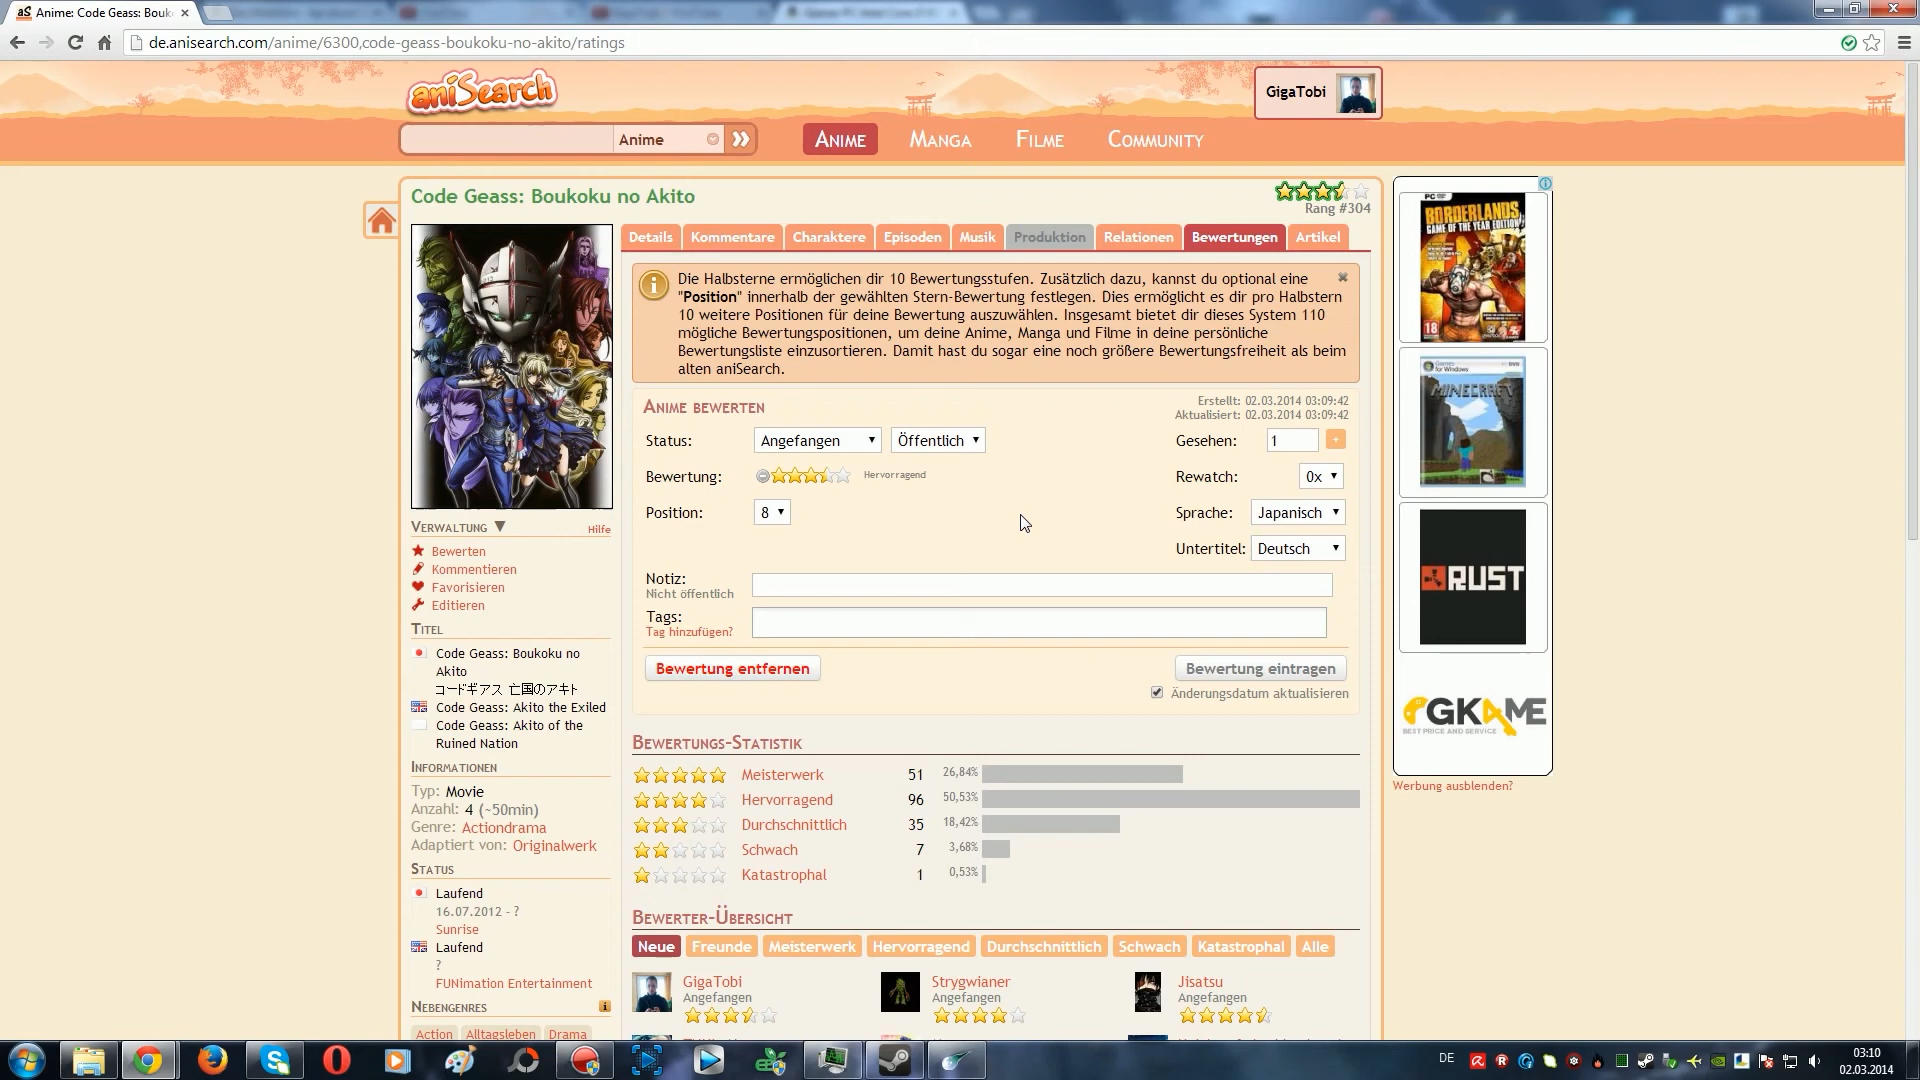 Anime: Code Geass: Bouk
de.anisearch.com/anime/6300,code-geass-boukoku-no-akito/ratings
aniSearch
GigaTobi
Anime
Anime
Manga
Filme
Community
Code Geass: Boukoku no Akito
Rang #304
Details
Kommentare
Charaktere
Episoden
Musik
Produktion
Relationen
Bewertungen
Artikel
Die Halbsterne ermöglichen dir 10 Bewertungsstufen. Zusätzlich dazu, kannst du optional eine
"Position" innerhalb der gewählten Stern-Bewertung festlegen. Dies ermöglicht es dir pro Halbstern
10 weitere Positionen für deine Bewertung auszuwählen. Insgesamt bietet dir dieses System 110
mögliche Bewertungspositionen, um deine Anime, Manga und Filme in deine persönliche
Bewertungsliste einzusortieren. Damit hast du sogar eine noch größere Bewertungsfreiheit als beim
alten aniSearch.
Anime bewerten
Erstellt: 02.03.2014 03:09:42
Aktualisiert: 02.03.2014 03:09:42
Status: Angefangen Öffentlich
Gesehen: 1 +
Bewertung: Hervorragend
Rewatch: 0x
Position: 8
Sprache: Japanisch
Untertitel: Deutsch
Notiz:
Nicht öffentlich
Tags:
Tag hinzufügen?
Bewertung entfernen
Bewertung eintragen
Änderungsdatum aktualisieren
Verwaltung ▼
Hilfe
Bewerten
Kommentieren
Favorisieren
Editieren
Titel
Code Geass: Boukoku no
Akito
コードギアス 亡国のアキト
Code Geass: Akito the Exiled
Code Geass: Akito of the
Ruined Nation
Informationen
Typ: Movie
Anzahl: 4 (~50min)
Genre: Actiondrama
Adaptiert von: Originalwerk
Status
Laufend
16.07.2012 - ?
Sunrise
Laufend
?
FUNimation Entertainment
Nebengenres
Action
Alltagsleben
Drama
Bewertungs-Statistik
Meisterwerk 51 26,84%
Hervorragend 96 50,53%
Durchschnittlich 35 18,42%
Schwach 7 3,68%
Katastrophal 1 0,53%
Bewerter-Übersicht
Neue
Freunde
Meisterwerk
Hervorragend
Durchschnittlich
Schwach
Katastrophal
Alle
GigaTobi
Angefangen
Strygwianer
Angefangen
Jisatsu
Angefangen
PC
BORDERLANDS
GAME OF THE YEAR EDITION
18
Games
for Windows
MINECRAFT
RUST
GK4ME
BEST PRICE AND SERVICE
Werbung ausblenden?
DE
03:10
02.03.2014